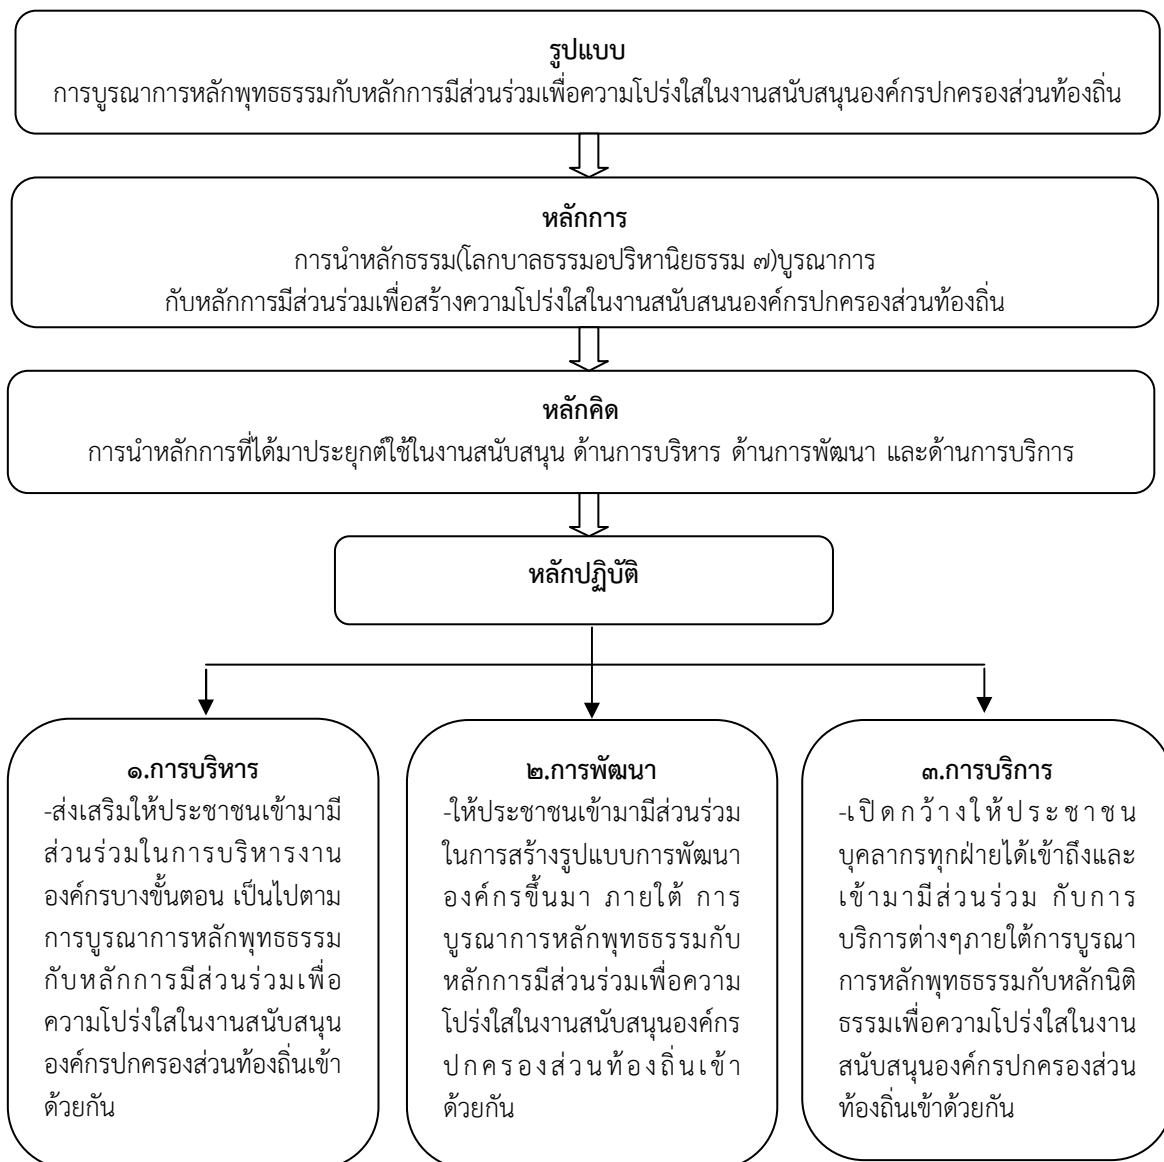 รูปแบบ
การบูรณาการหลักพุทธธรรมกับหลักการมีส่วนร่วมเพื่อความโปร่งใสในงานสนับสนุนองค์กรปกครองส่วนท้องถิ่น
หลักการ
การนำหลักธรรม(โลกบาลธรรมอปริหานิยธรรม ๗)บูรณาการ
กับหลักการมีส่วนร่วมเพื่อสร้างความโปร่งใสในงานสนับสนนองค์กรปกครองส่วนท้องถิ่น
หลักคิด
การนำหลักการที่ได้มาประยุกต์ใช้ในงานสนับสนุน ด้านการบริหาร ด้านการพัฒนา และด้านการบริการ
หลักปฏิบัติ
๑.การบริหาร
-ส่งเสริมให้ประชาชนเข้ามามี
ส่วนร่วมในการบริหารงาน
องค์กรบางขั้นตอน เป็นไปตาม
การบูรณาการหลักพุทธธรรม
กับหลักการมีส่วนร่วมเพื่อ
ความโปร่งใสในงานสนับสนุน
องค์กรปกครองส่วนท้องถิ่นเข้า
ด้วยกัน
๒.การพัฒนา
-ให้ประชาชนเข้ามามีส่วนร่วม
ในการสร้างรูปแบบการพัฒนา
องค์กรขึ้นมา ภายใต้ การ
บูรณาการหลักพุทธธรรมกับ
หลักการมีส่วนร่วมเพื่อความ
โปร่งใสในงานสนับสนุนองค์กร
ปกครองส่วนท้องถิ่นเข้า
ด้วยกัน
๓.การบริการ
-เปิดกว้างให้ประชาชน
บุคลากรทุกฝ่ายได้เข้าถึงและ
เข้ามามีส่วนร่วม กับการ
บริการต่างๆภายใต้การบูรณา
การหลักพุทธธรรมกับหลักนิติ
ธรรมเพื่อความโปร่งใสในงาน
สนับสนุนองค์กรปกครองส่วน
ท้องถิ่นเข้าด้วยกัน